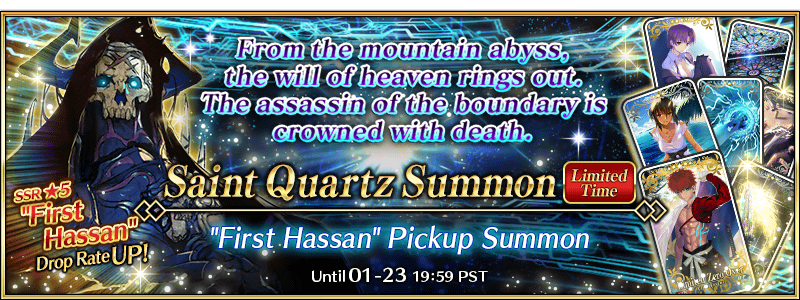 From the mountain abyss,
the will of heaven rings out.
The assassin of the boundary is
crowned with death.
Saint Quartz Summon
Limited
Time
SSR ★5
"First
Hassan"
Drop Rate UP!
"First Hassan" Pickup Summon
Until 01-23 19:59 PST